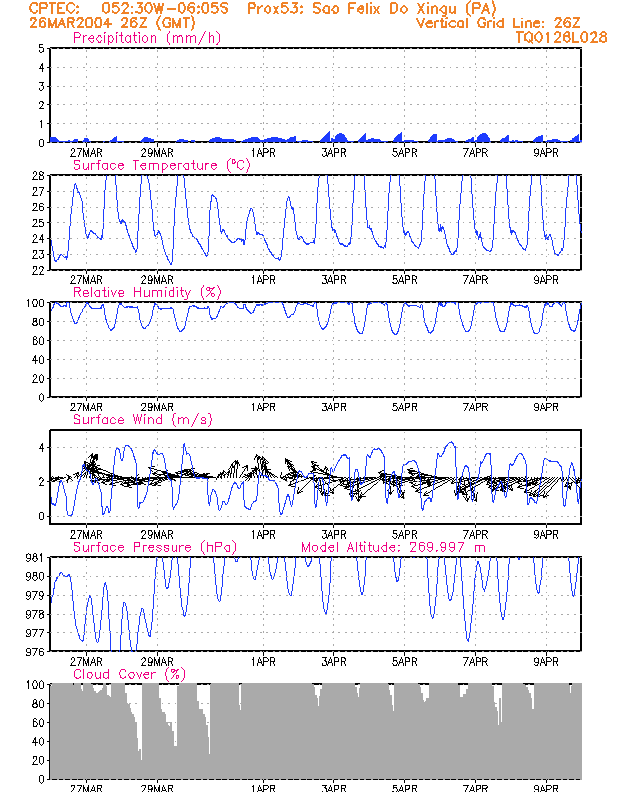 CPTEC: 052:30W-06:05S Prox53: Sao Felix Do Xingu (PA)
26MAR2004 26Z (GMT) Vertical Grid Line: 26Z
Precipitation (mm/h) TQ0126L028
5
4
3
2
1
0
27MAR 29MAR 1APR 3APR 5APR 7APR 9APR
Surface Temperature (ºC)
28
27
26
25
24
23
22
27MAR 29MAR 1APR 3APR 5APR 7APR 9APR
Relative Humidity (%)
100
80
60
40
20
0
27MAR 29MAR 1APR 3APR 5APR 7APR 9APR
Surface Wind (m/s)
4
2
0
27MAR 29MAR 1APR 3APR 5APR 7APR 9APR
Surface Pressure (hPa) Model Altitude: 269.997 m
981
980
979
978
977
976
27MAR 29MAR 1APR 3APR 5APR 7APR 9APR
Cloud Cover (%)
100
80
60
40
20
0
27MAR 29MAR 1APR 3APR 5APR 7APR 9APR